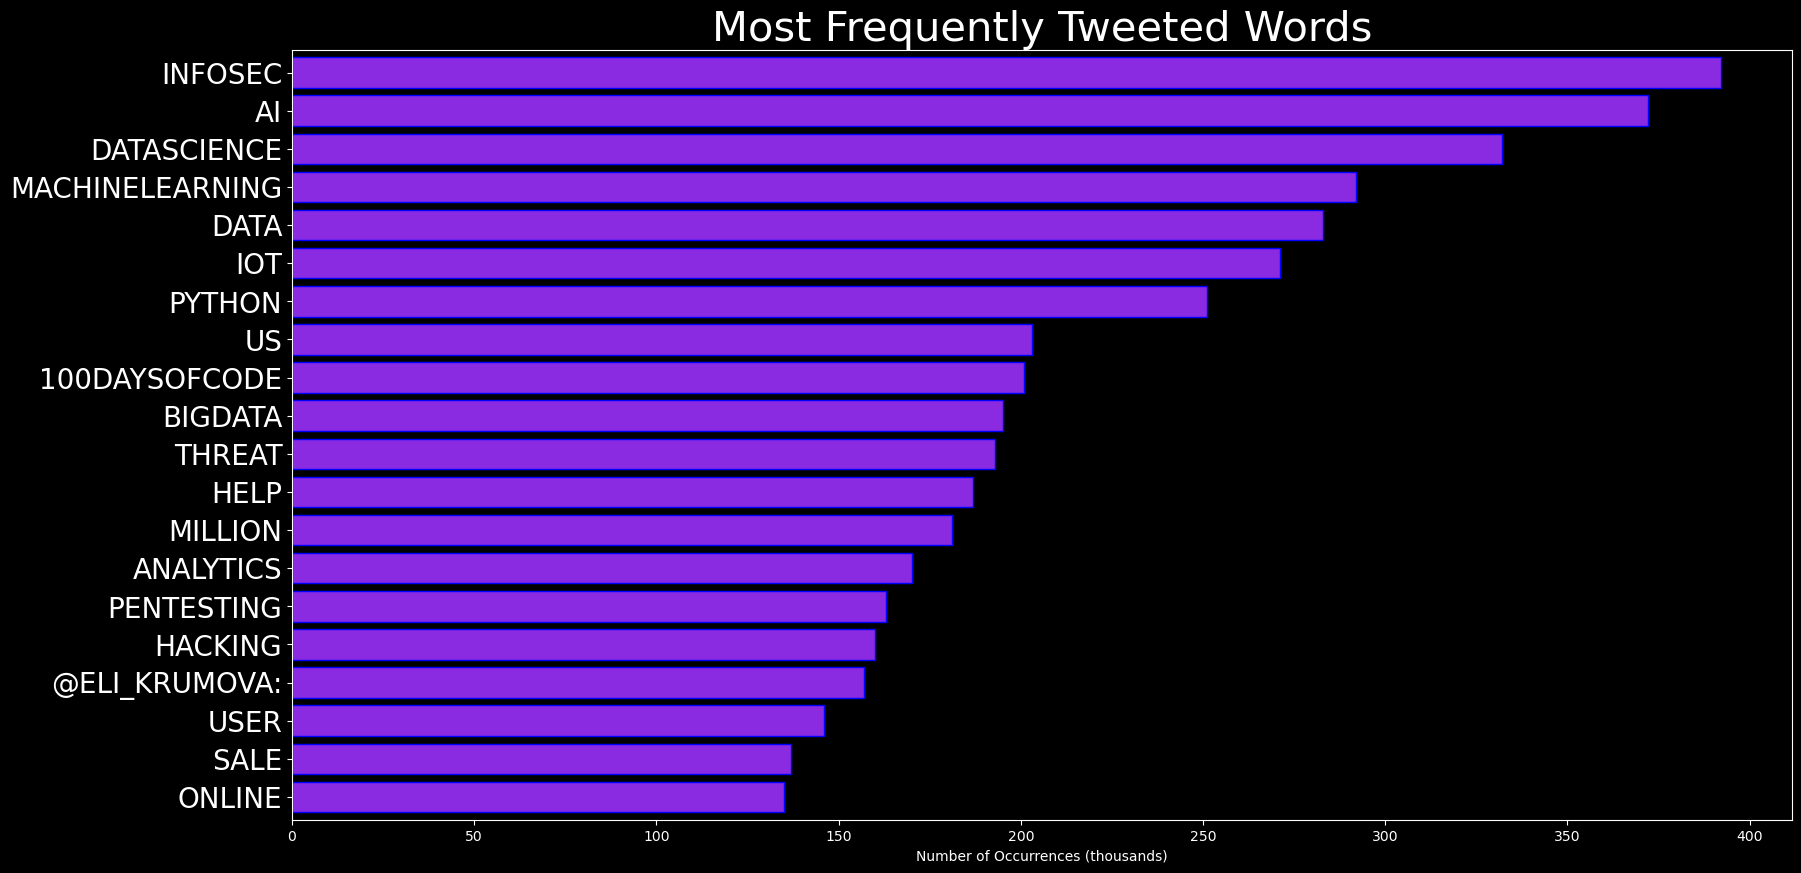 Most Frequently Tweeted Words
INFOSEC
AI
DATASCIENCE
MACHINELEARNING
DATA
IOT
PYTHON
US
100DAYSOFCODE
BIGDATA
THREAT
HELP
MILLION
ANALYTICS
PENTESTING
HACKING
@ELI_KRUMOVA:
USER
SALE
ONLINE
0 50 100 150 200 250 300 350 400
Number of Occurrences (thousands)